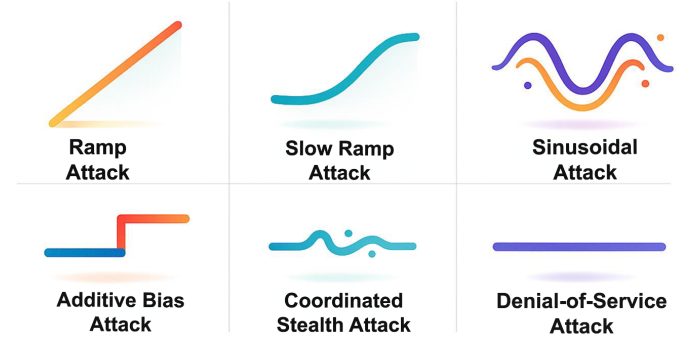 Ramp
Attack
Slow Ramp
Attack
Sinusoidal
Attack
Additive Bias
Attack
Coordinated
Stealth Attack
Denial-of-Service
Attack